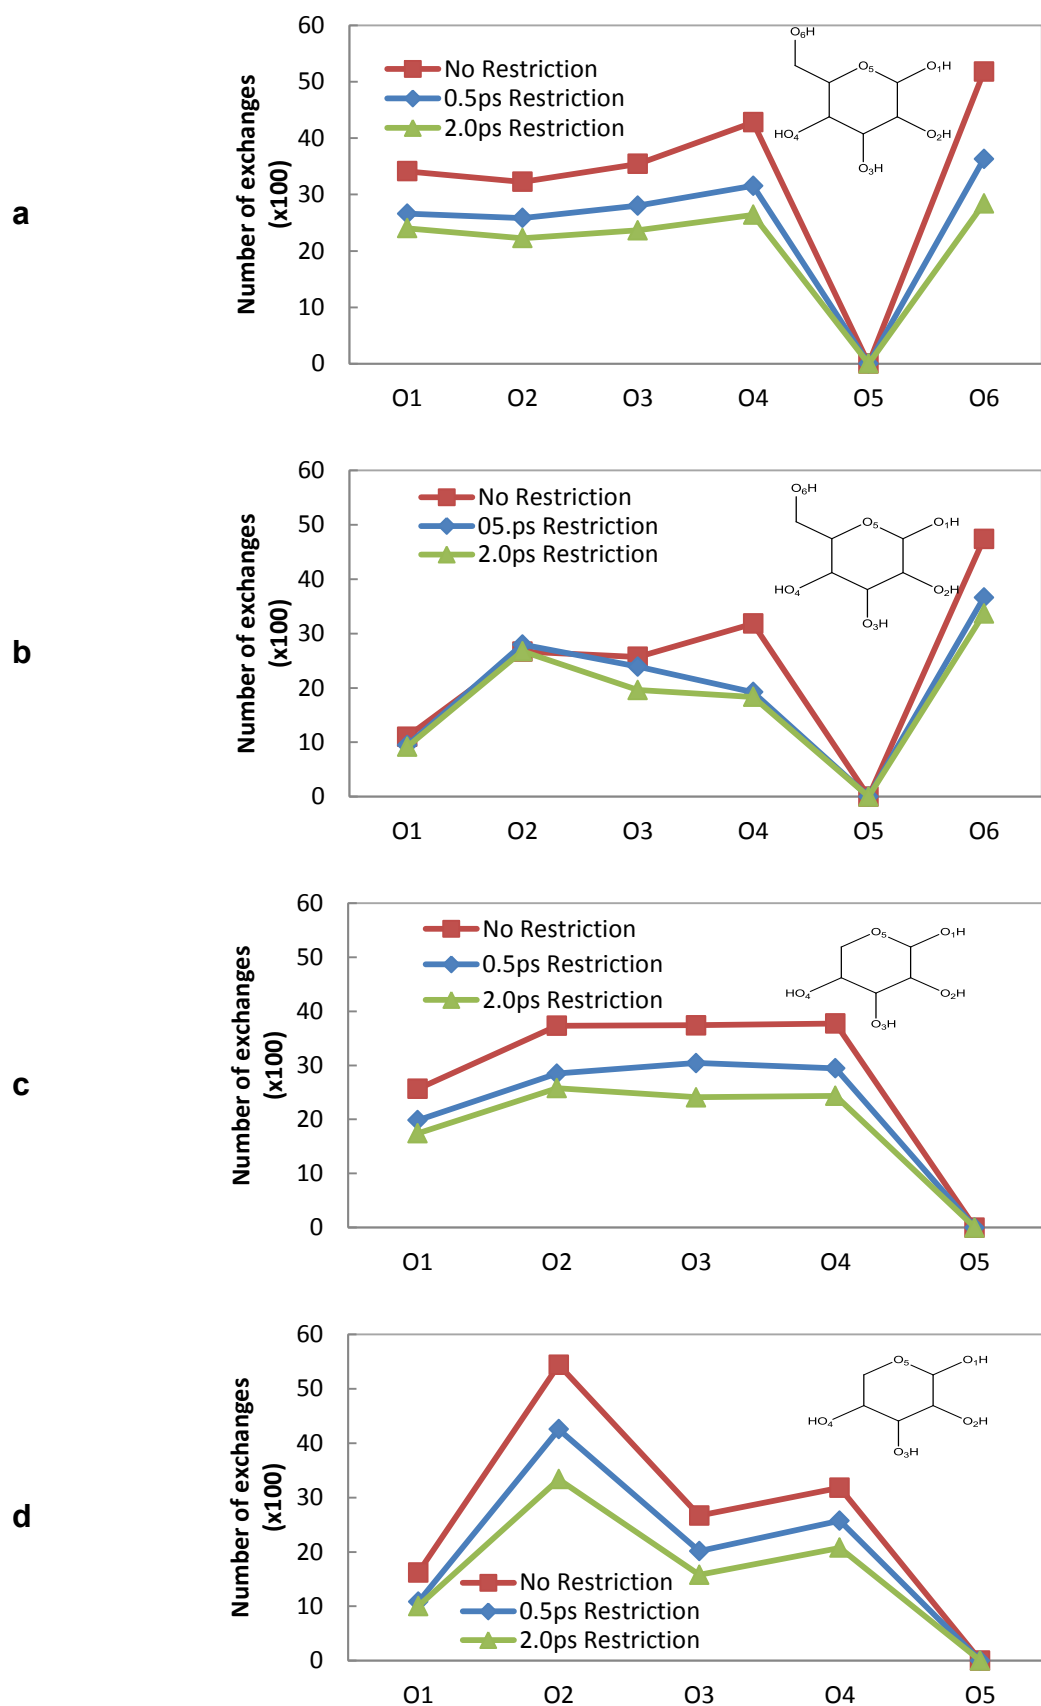 a
Number of exchanges
(x100)
60
50
40
30
20
10
0
No Restriction
0.5ps Restriction
2.0ps Restriction
O₆H
O₅
O₁H
HO₄
O₂H
O₃H
O1 O2 O3 O4 O5 O6
b
Number of exchanges
(x100)
60
50
40
30
20
10
0
No Restriction
05.ps Restriction
2.0ps Restriction
O₆H
O₅
O₁H
HO₄
O₂H
O₃H
O1 O2 O3 O4 O5 O6
c
Number of exchanges
(x100)
60
50
40
30
20
10
0
No Restriction
0.5ps Restriction
2.0ps Restriction
O₅
O₁H
HO₄
O₂H
O₃H
O1 O2 O3 O4 O5
d
Number of exchanges
(x100)
60
50
40
30
20
10
0
O₅
O₁H
HO₄
O₂H
O₃H
No Restriction
0.5ps Restriction
2.0ps Restriction
O1 O2 O3 O4 O5